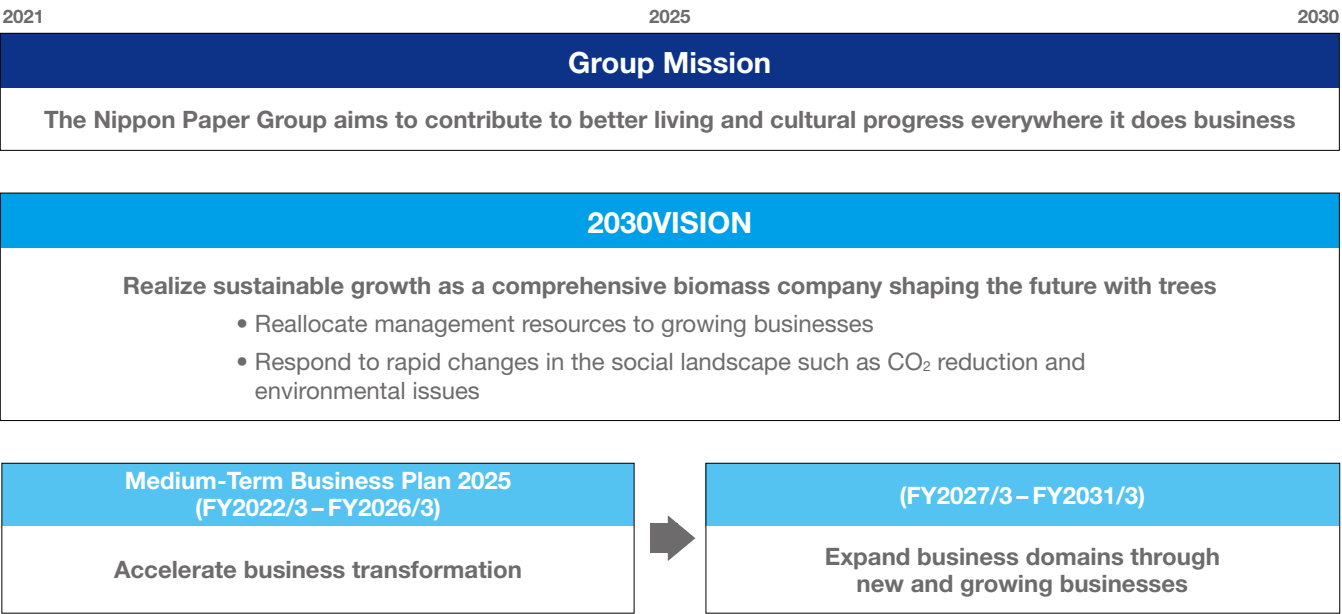 2021 2025 2030
Group Mission
The Nippon Paper Group aims to contribute to better living and cultural progress everywhere it does business
2030VISION
Realize sustainable growth as a comprehensive biomass company shaping the future with trees
• Reallocate management resources to growing businesses
• Respond to rapid changes in the social landscape such as CO₂ reduction and
environmental issues
Medium-Term Business Plan 2025
(FY2022/3–FY2026/3)
Accelerate business transformation
(FY2027/3–FY2031/3)
Expand business domains through
new and growing businesses